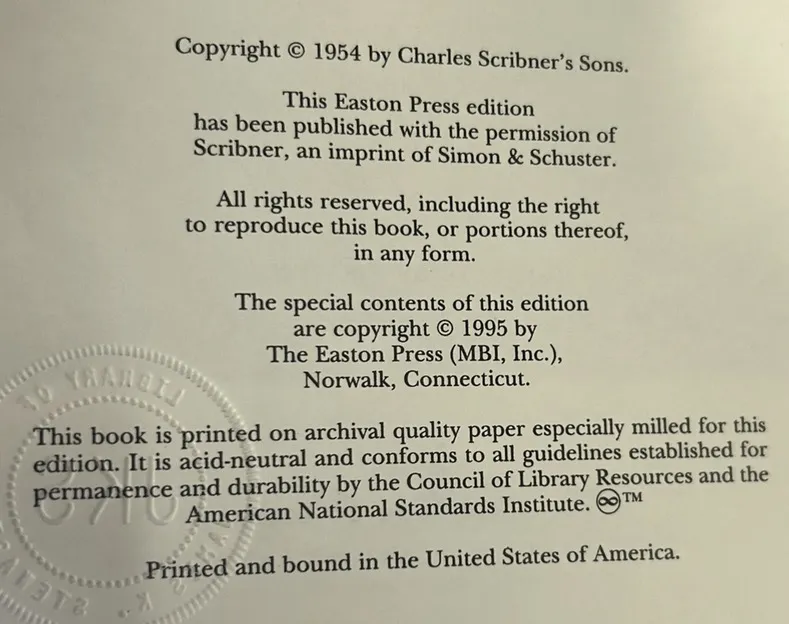 Copyright © 1954 by Charles Scribner's Sons.
This Easton Press edition
has been published with the permission of
Scribner, an imprint of Simon & Schuster.
All rights reserved, including the right
to reproduce this book, or portions thereof,
in any form.
The special contents of this edition
are copyright © 1995 by
The Easton Press (MBI, Inc.),
Norwalk, Connecticut.
This book is printed on archival quality paper especially milled for this
edition. It is acid-neutral and conforms to all guidelines established for
permanence and durability by the Council of Library Resources and the
American National Standards Institute. ♾™
Printed and bound in the United States of America.
LIBRARY OF